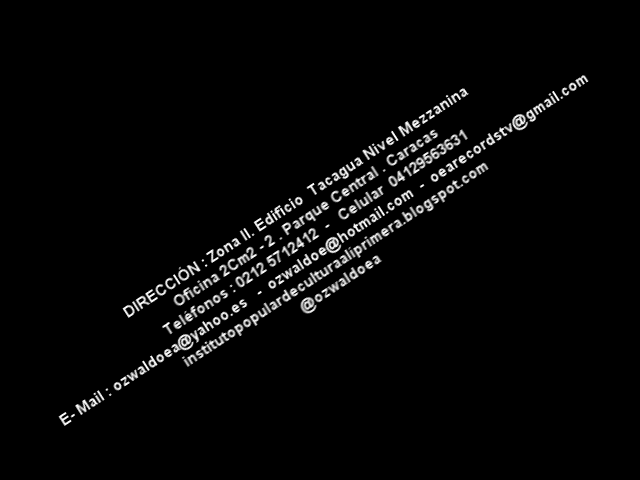 DIRECCIÓN : Zona II. Edificio Tacagua Nivel Mezzanina
Oficina 2Cm2 - 2 . Parque Central . Caracas
Teléfonos : 0212 5712412 - Celular 04129563631
E- Mail : ozwaldoea@yahoo.es - ozwaldoe@hotmail.com - oearecordstv@gmail.com
institutopopulardeculturaaliprimera.blogspot.com
@ozwaldoea